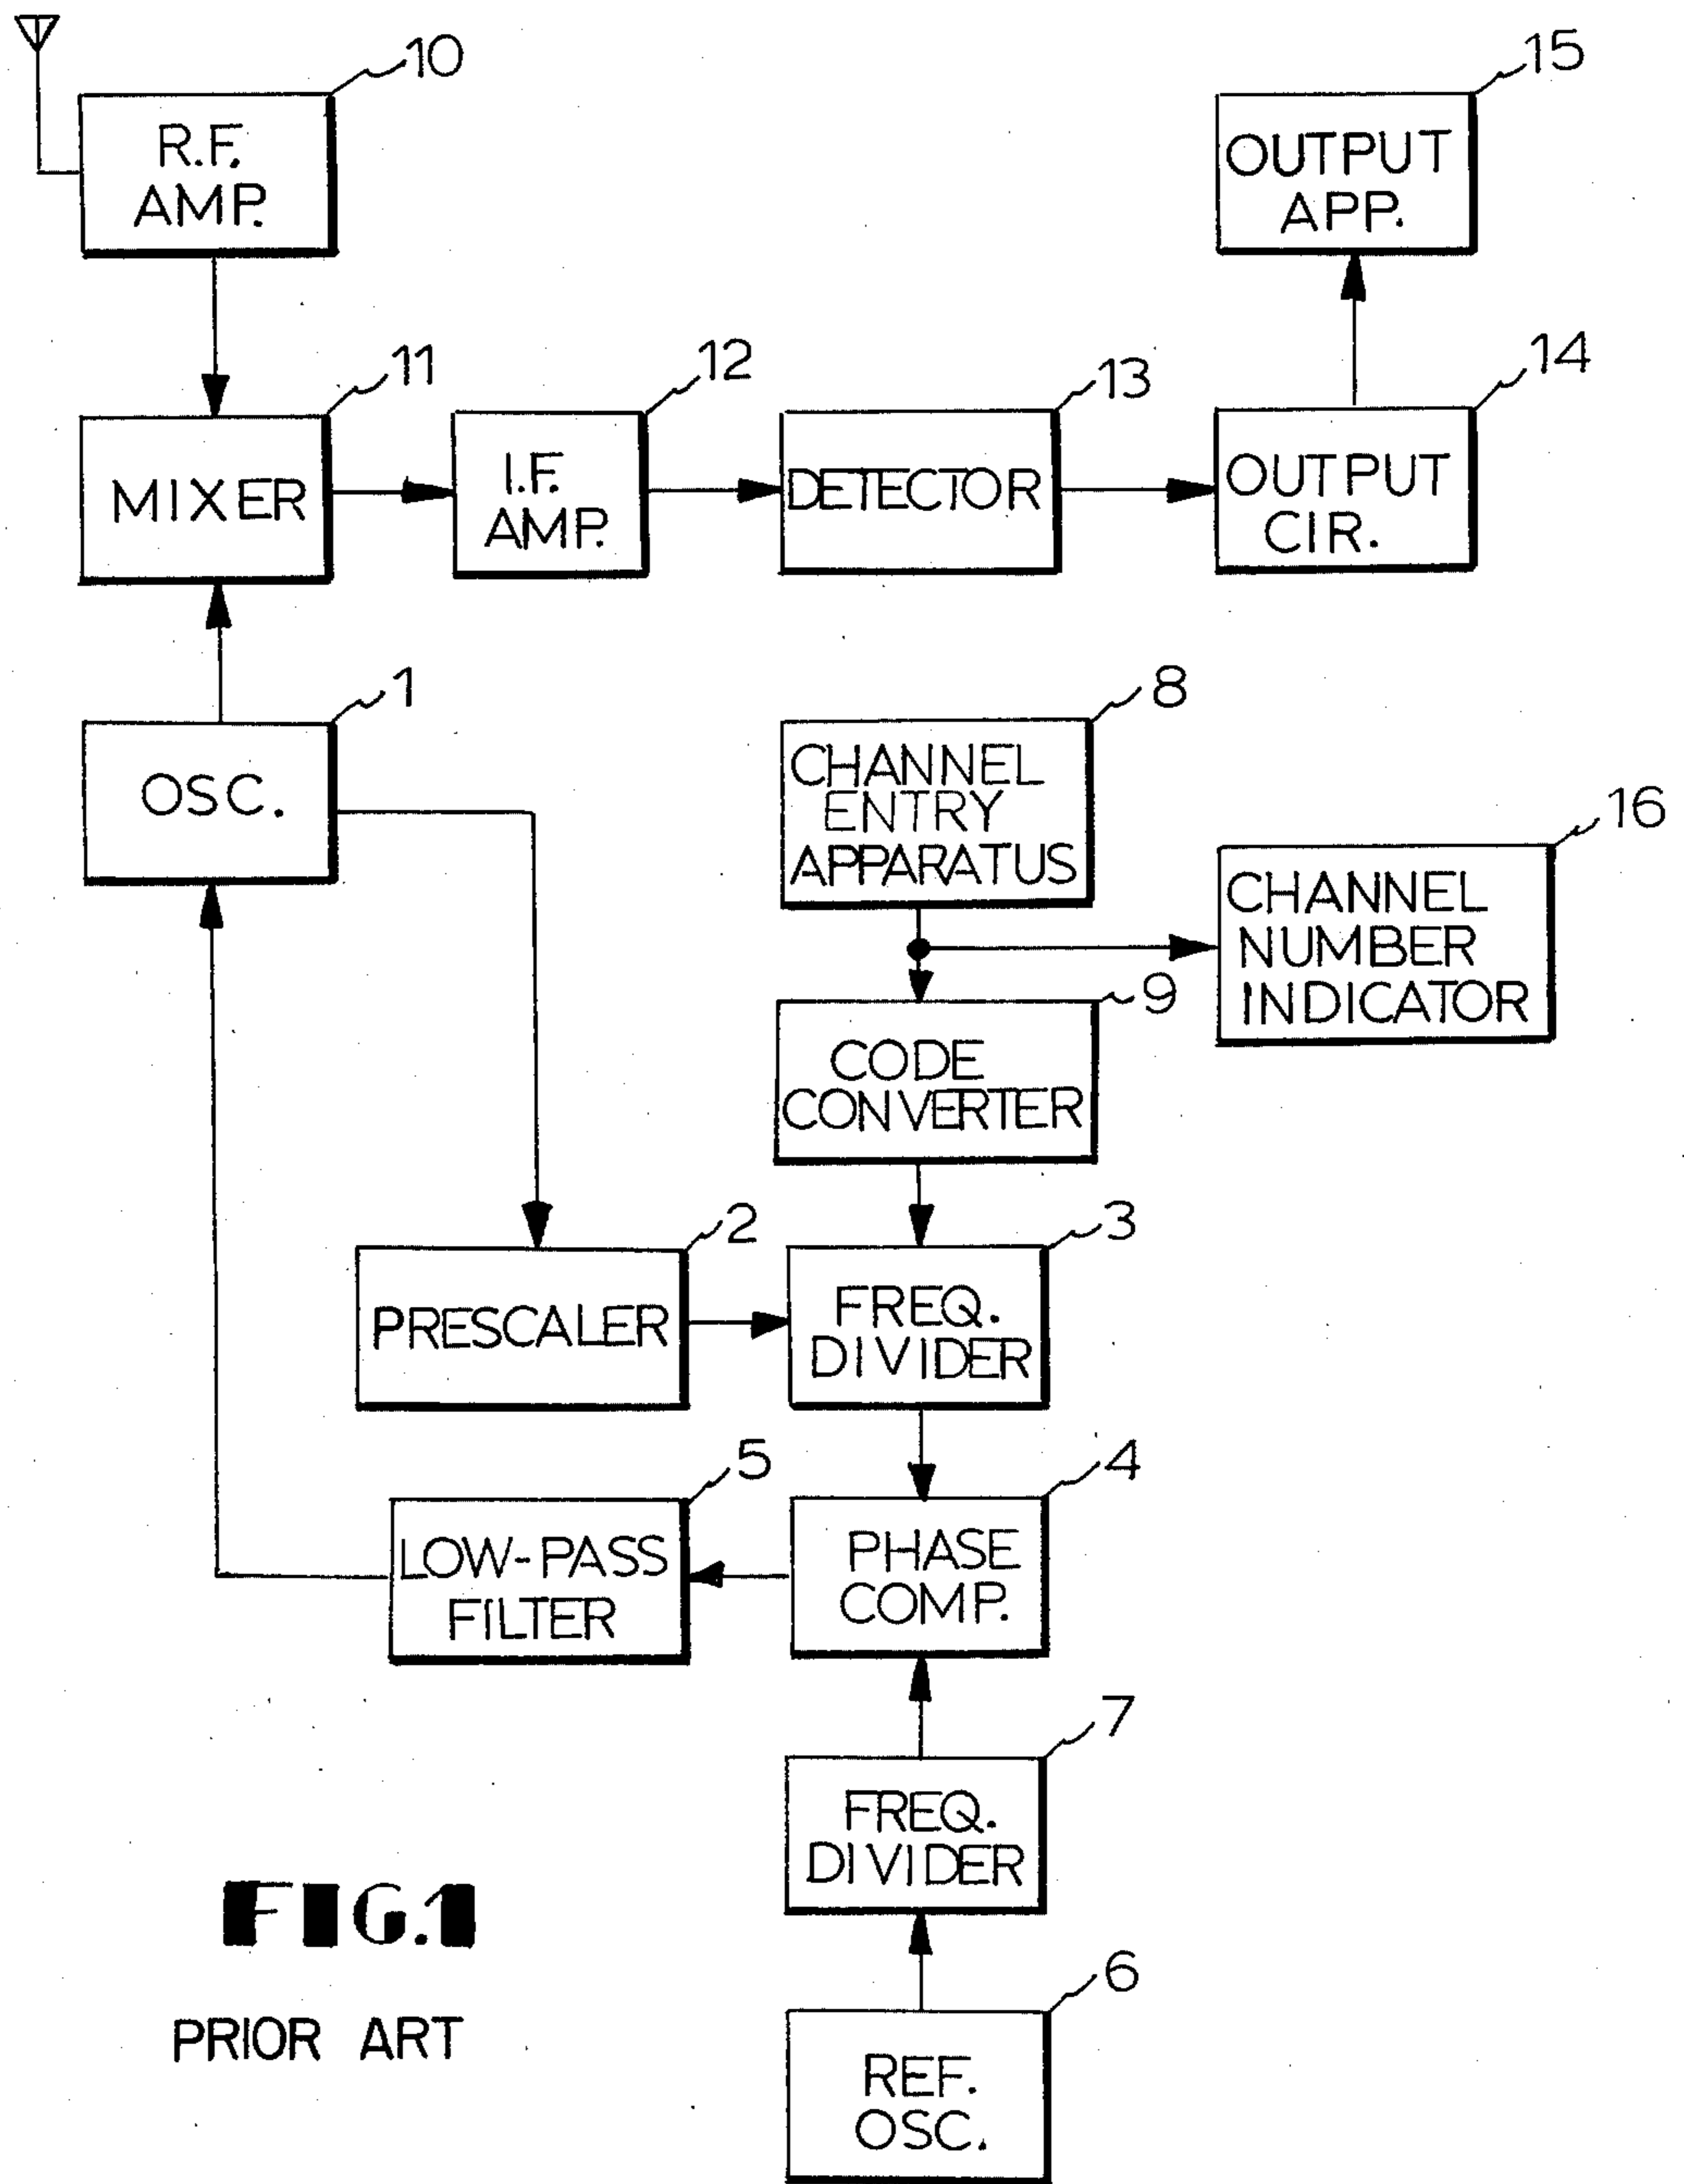 10
R.F.
AMP.
15
OUTPUT
APP.
11
MIXER
12
I.F.
AMP.
13
DETECTOR
14
OUTPUT
CIR.
1
OSC.
8
CHANNEL
ENTRY
APPARATUS
16
CHANNEL
NUMBER
INDICATOR
9
CODE
CONVERTER
2
PRESCALER
3
FREQ.
DIVIDER
5
LOW-PASS
FILTER
4
PHASE
COMP.
7
FREQ.
DIVIDER
6
REF.
OSC.
FIG.1
PRIOR ART